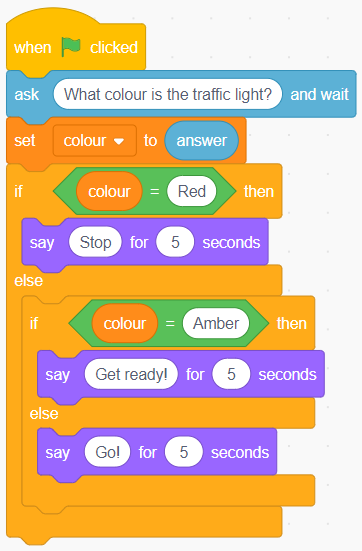 when clicked
ask What colour is the traffic light? and wait
set colour to answer
if colour = Red then
say Stop for 5 seconds
else
if colour = Amber then
say Get ready! for 5 seconds
else
say Go! for 5 seconds